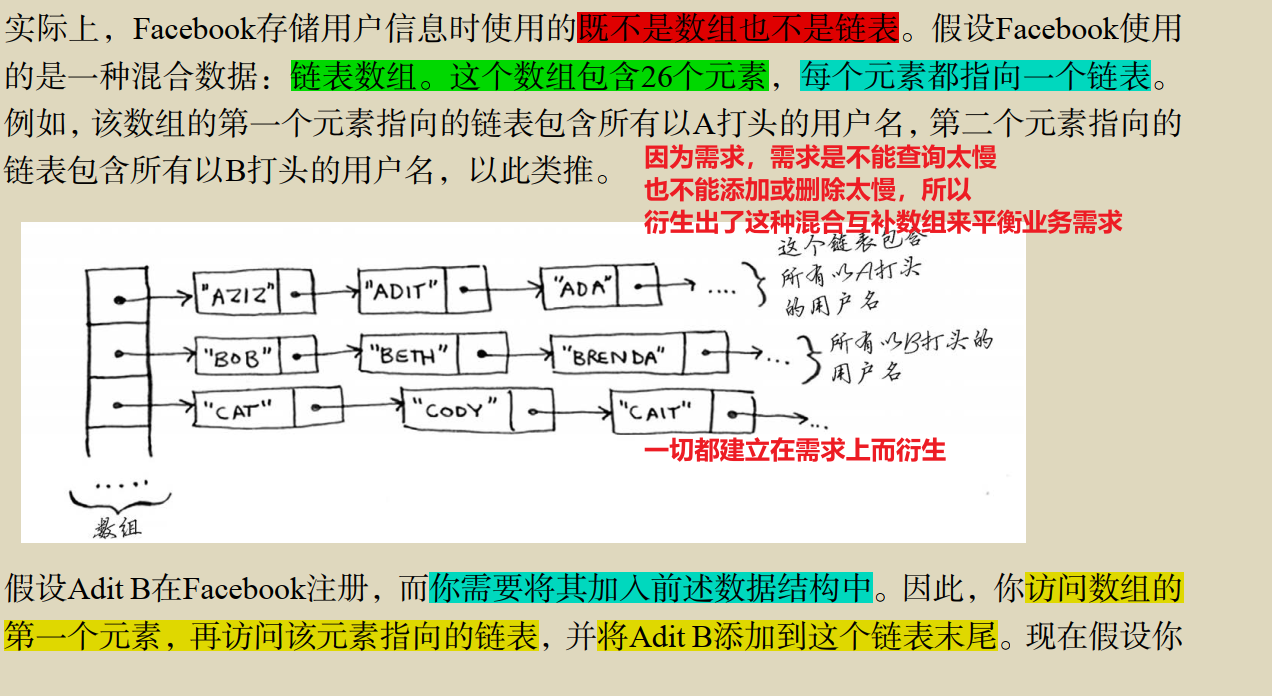 实际上，Facebook存储用户信息时使用的既不是数组也不是链表。假设Facebook使用
的是一种混合数据：链表数组。这个数组包含26个元素，每个元素都指向一个链表。
例如，该数组的第一个元素指向的链表包含所有以A打头的用户名，第二个元素指向的
链表包含所有以B打头的用户名，以此类推。
因为需求，需求是不能查询太慢
也不能添加或删除太慢，所以
衍生出了这种混合互补数组来平衡业务需求
这个链表包含
所有以A打头
的用户名
"AZIZ" "ADIT" "ADA" ....
所有以B打头的
用户名
"BOB" "BETH" "BRENDA" ...
"CAT" "CODY" "CAIT" ...
一切都建立在需求上而衍生
.....
数组
假设Adit B在Facebook注册，而你需要将其加入前述数据结构中。因此，你访问数组的
第一个元素，再访问该元素指向的链表，并将Adit B添加到这个链表末尾。现在假设你